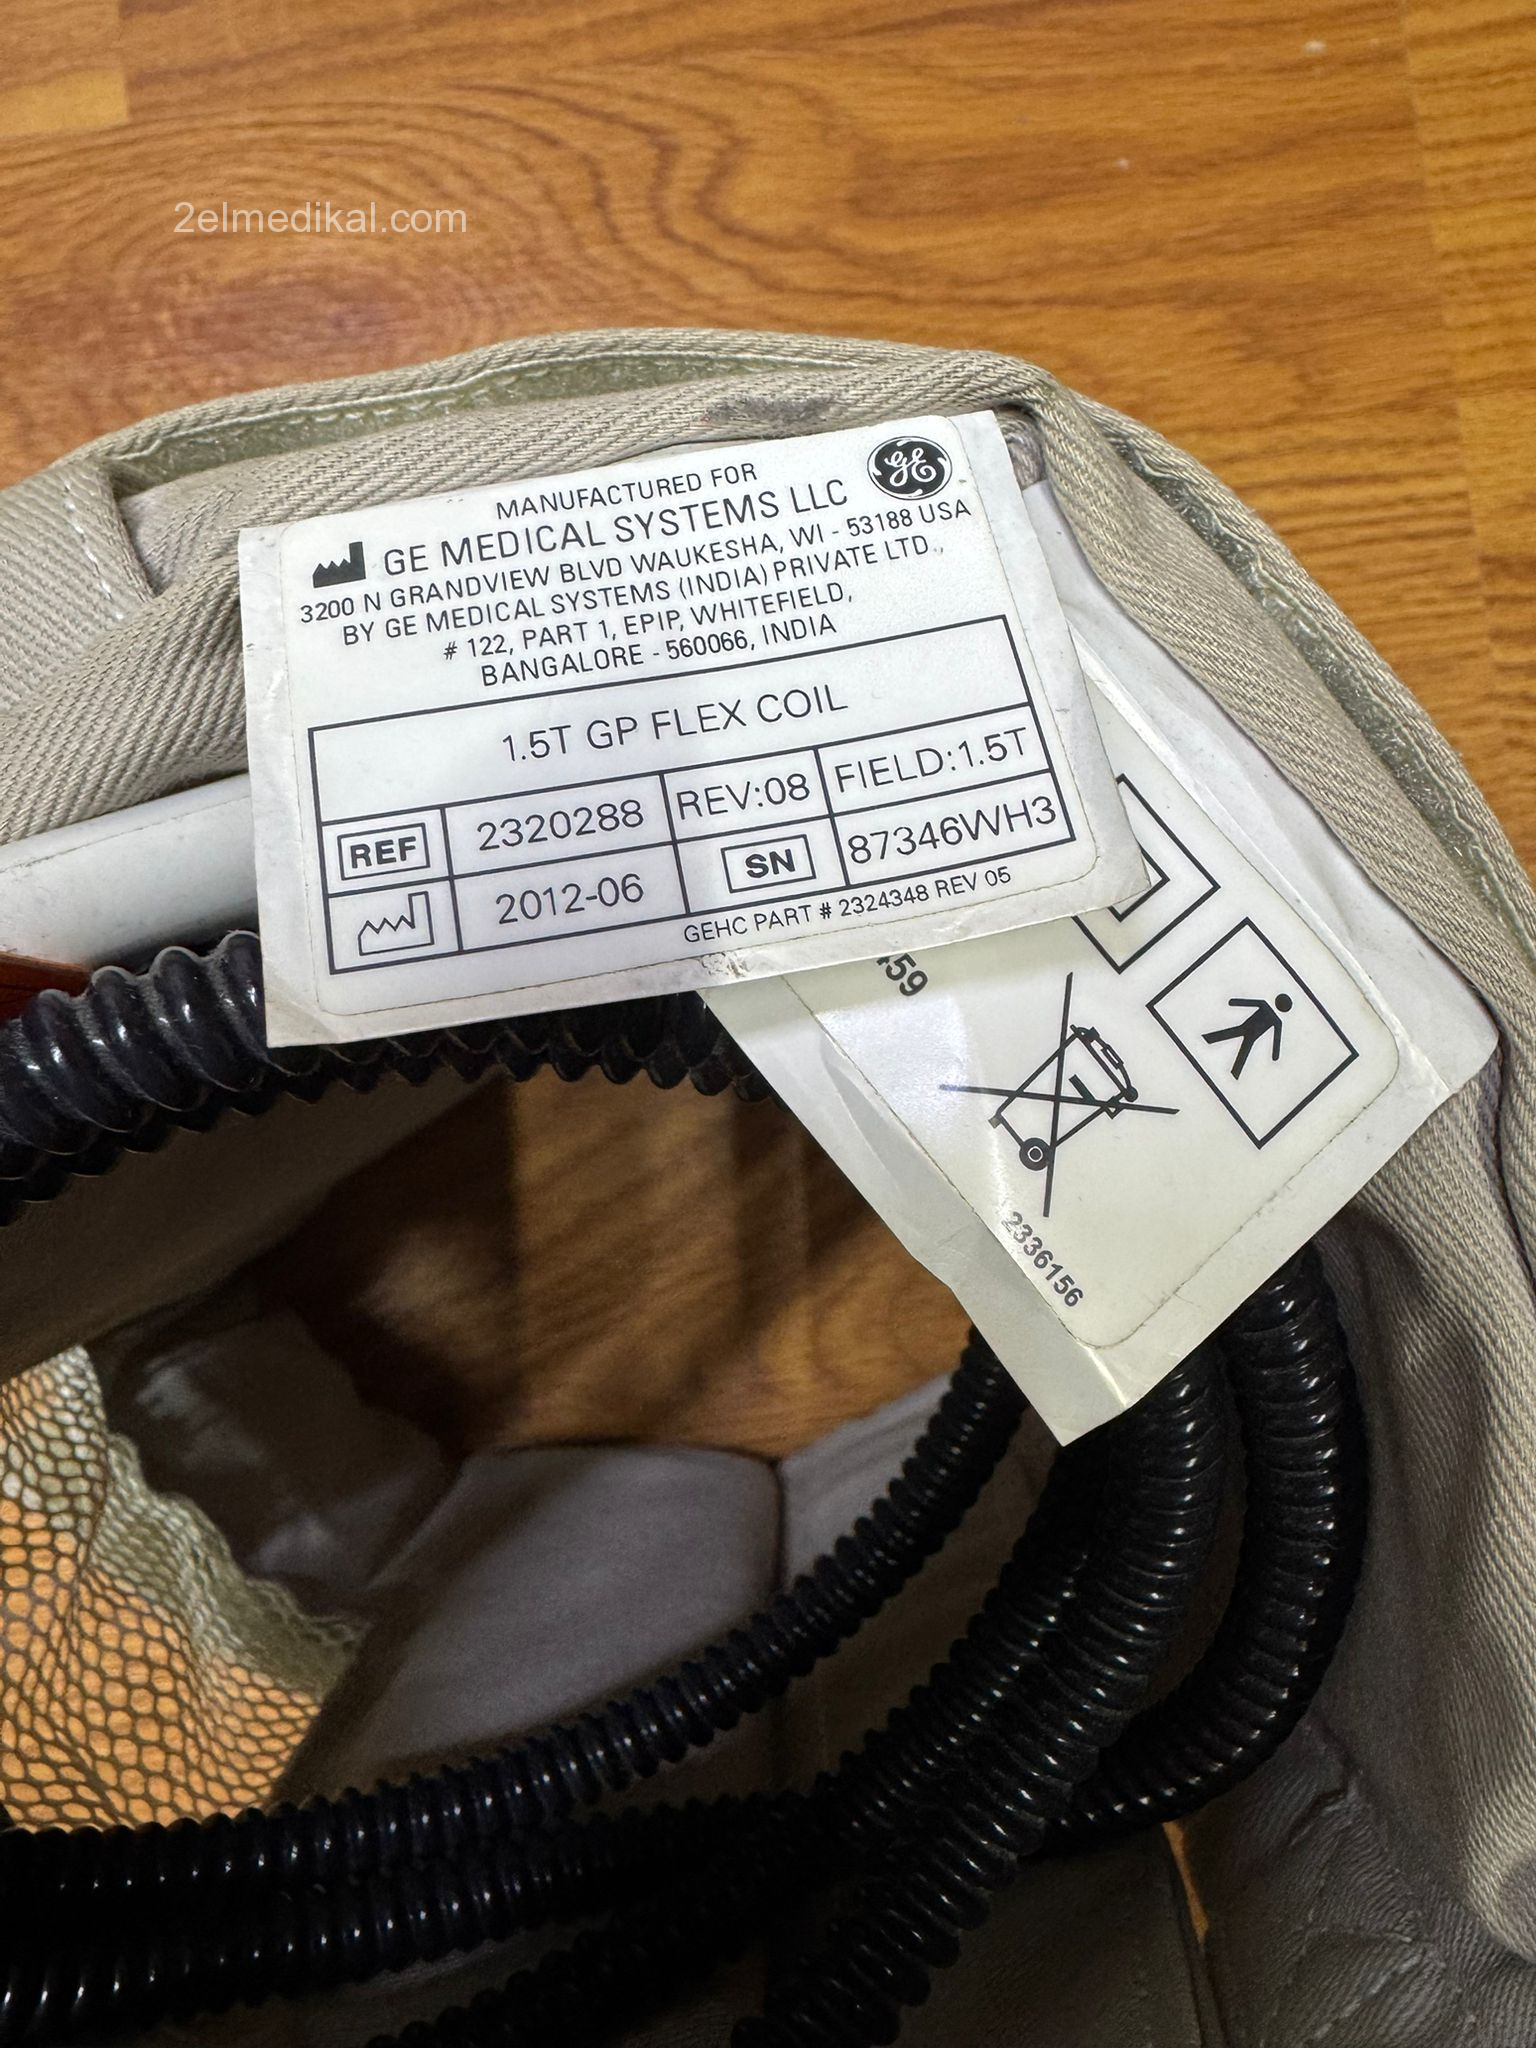 2elmedikal.com
MANUFACTURED FOR
GE MEDICAL SYSTEMS LLC
GE
3200 N GRANDVIEW BLVD WAUKESHA, WI - 53188 USA
BY GE MEDICAL SYSTEMS (INDIA) PRIVATE LTD.,
# 122, PART 1, EPIP, WHITEFIELD,
BANGALORE - 560066, INDIA
1.5T GP FLEX COIL
REF 2320288 REV:08 FIELD:1.5T
2012-06 SN 87346WH3
GEHC PART # 2324348 REV 05
59
2336156